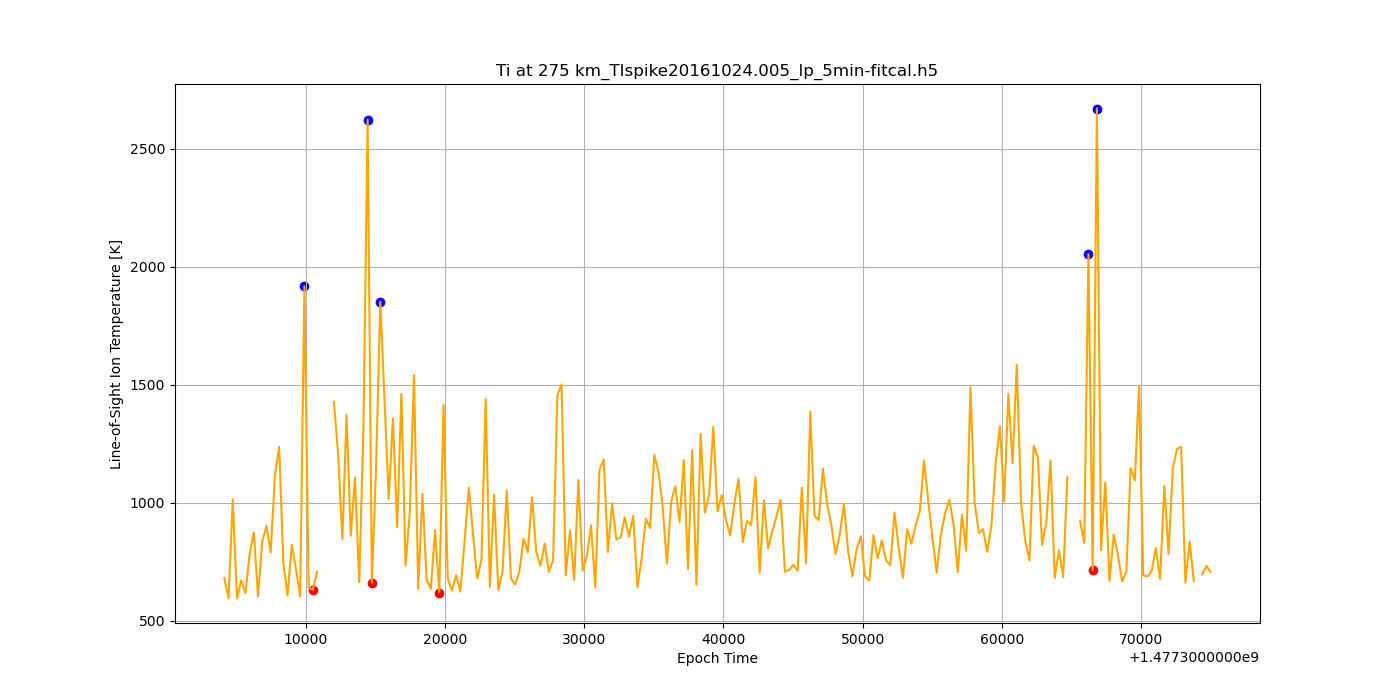 Ti at 275 km_TIspike20161024.005_lp_5min-fitcal.h5
Line-of-Sight Ion Temperature [K]
2500
2000
1500
1000
500
10000 20000 30000 40000 50000 60000 70000
Epoch Time
+1.4773000000e9